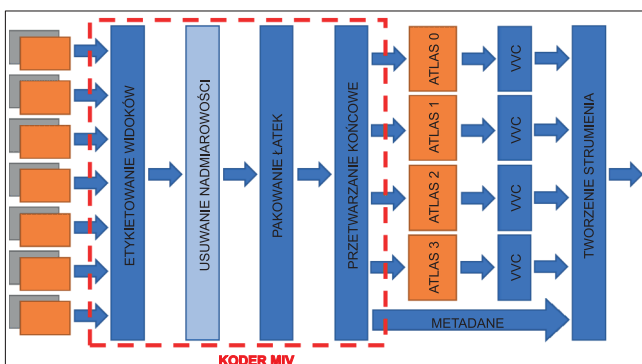 ETYKIETOWANIE WIDOKÓW
USUWANIE NADMIAROWOŚCI
PAKOWANIE ŁATEK
PRZETWARZANIE KOŃCOWE
ATLAS 0
VVC
ATLAS 1
VVC
ATLAS 2
VVC
ATLAS 3
VVC
TWORZENIE STRUMIENIA
METADANE
KODER MIV